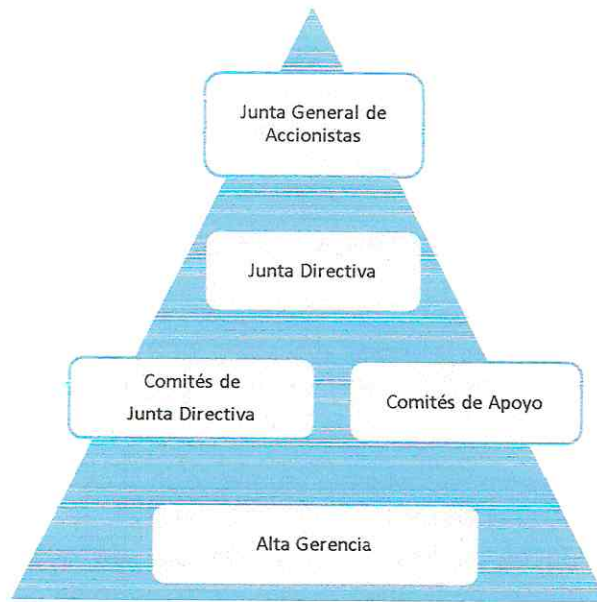 Junta General de
Accionistas
Junta Directiva
Comités de
Junta Directiva
Comités de Apoyo
Alta Gerencia